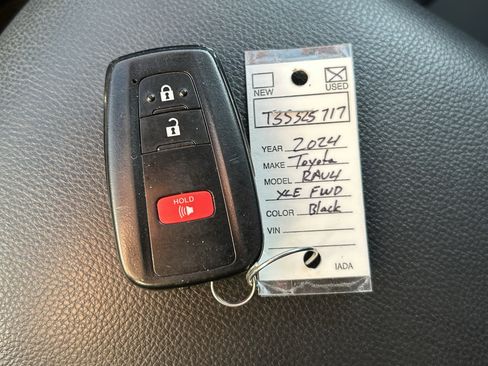 HOLD
NEW USED
T35525717
YEAR 2024
MAKE Toyota
MODEL RAV4
XLE FWD
COLOR Black
VIN
IADA